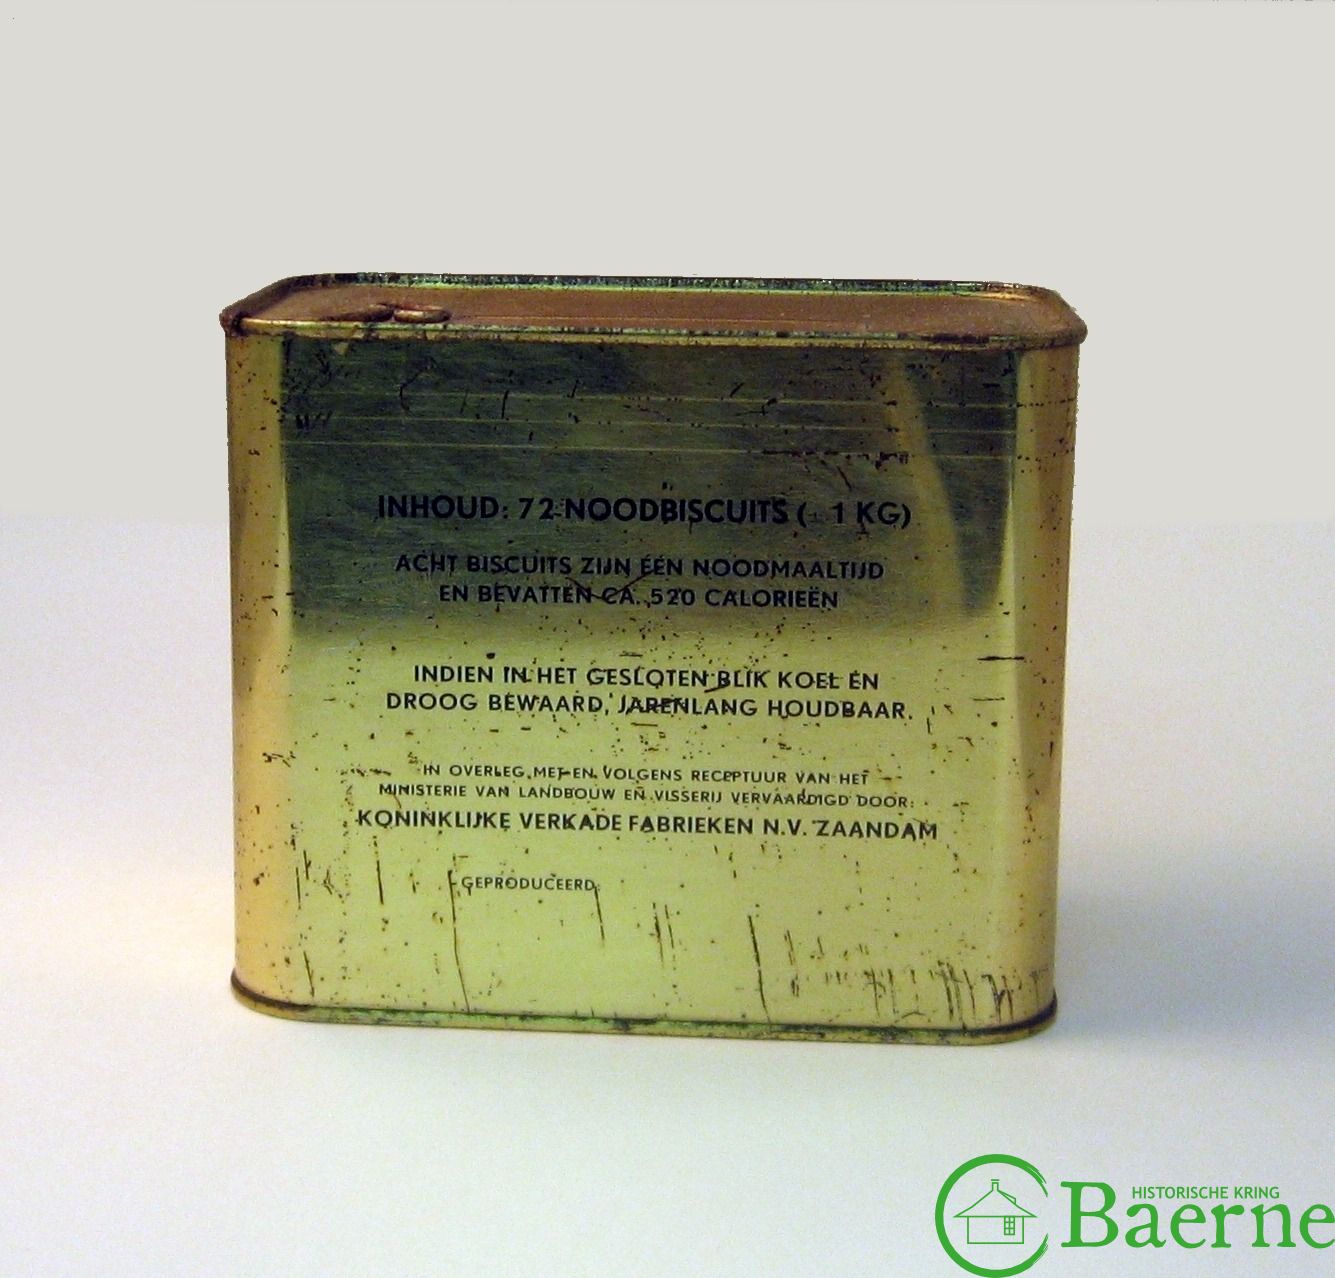 INHOUD: 72 NOODBISCUITS (± 1 KG)
ACHT BISCUITS ZIJN ÉÉN NOODMAALTIJD
EN BEVATTEN CA. 520 CALORIEËN
INDIEN IN HET GESLOTEN BLIK KOEL EN
DROOG BEWAARD, JARENLANG HOUDBAAR.
IN OVERLEG MET EN VOLGENS RECEPTUUR VAN HET
MINISTERIE VAN LANDBOUW EN VISSERIJ VERVAARDIGD DOOR:
KONINKLIJKE VERKADE FABRIEKEN N.V. ZAANDAM
GEPRODUCEERD:
HISTORISCHE KRING
Baerne